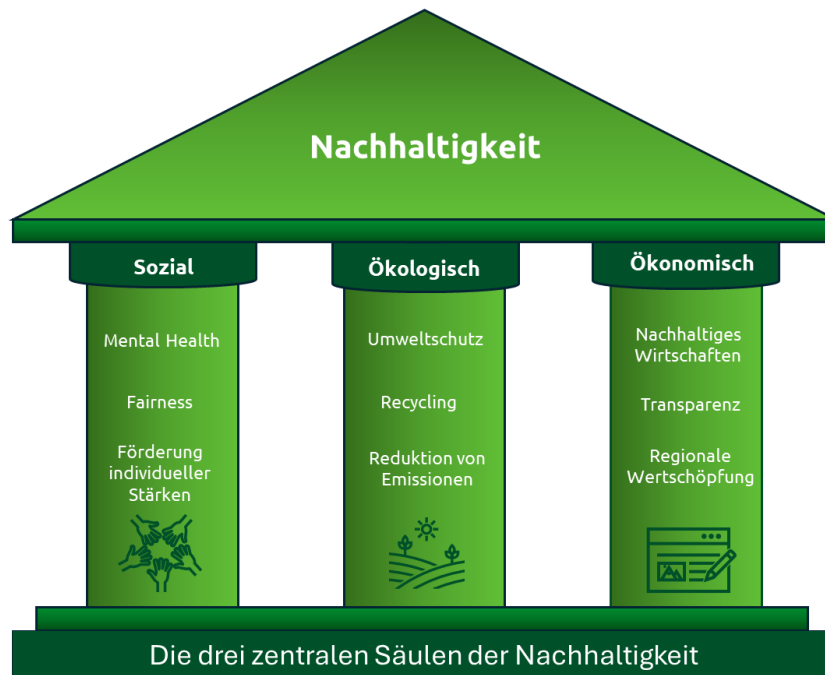 Nachhaltigkeit
Sozial
Mental Health
Fairness
Förderung
individueller
Stärken
Ökologisch
Umweltschutz
Recycling
Reduktion von
Emissionen
Ökonomisch
Nachhaltiges
Wirtschaften
Transparenz
Regionale
Wertschöpfung
Die drei zentralen Säulen der Nachhaltigkeit